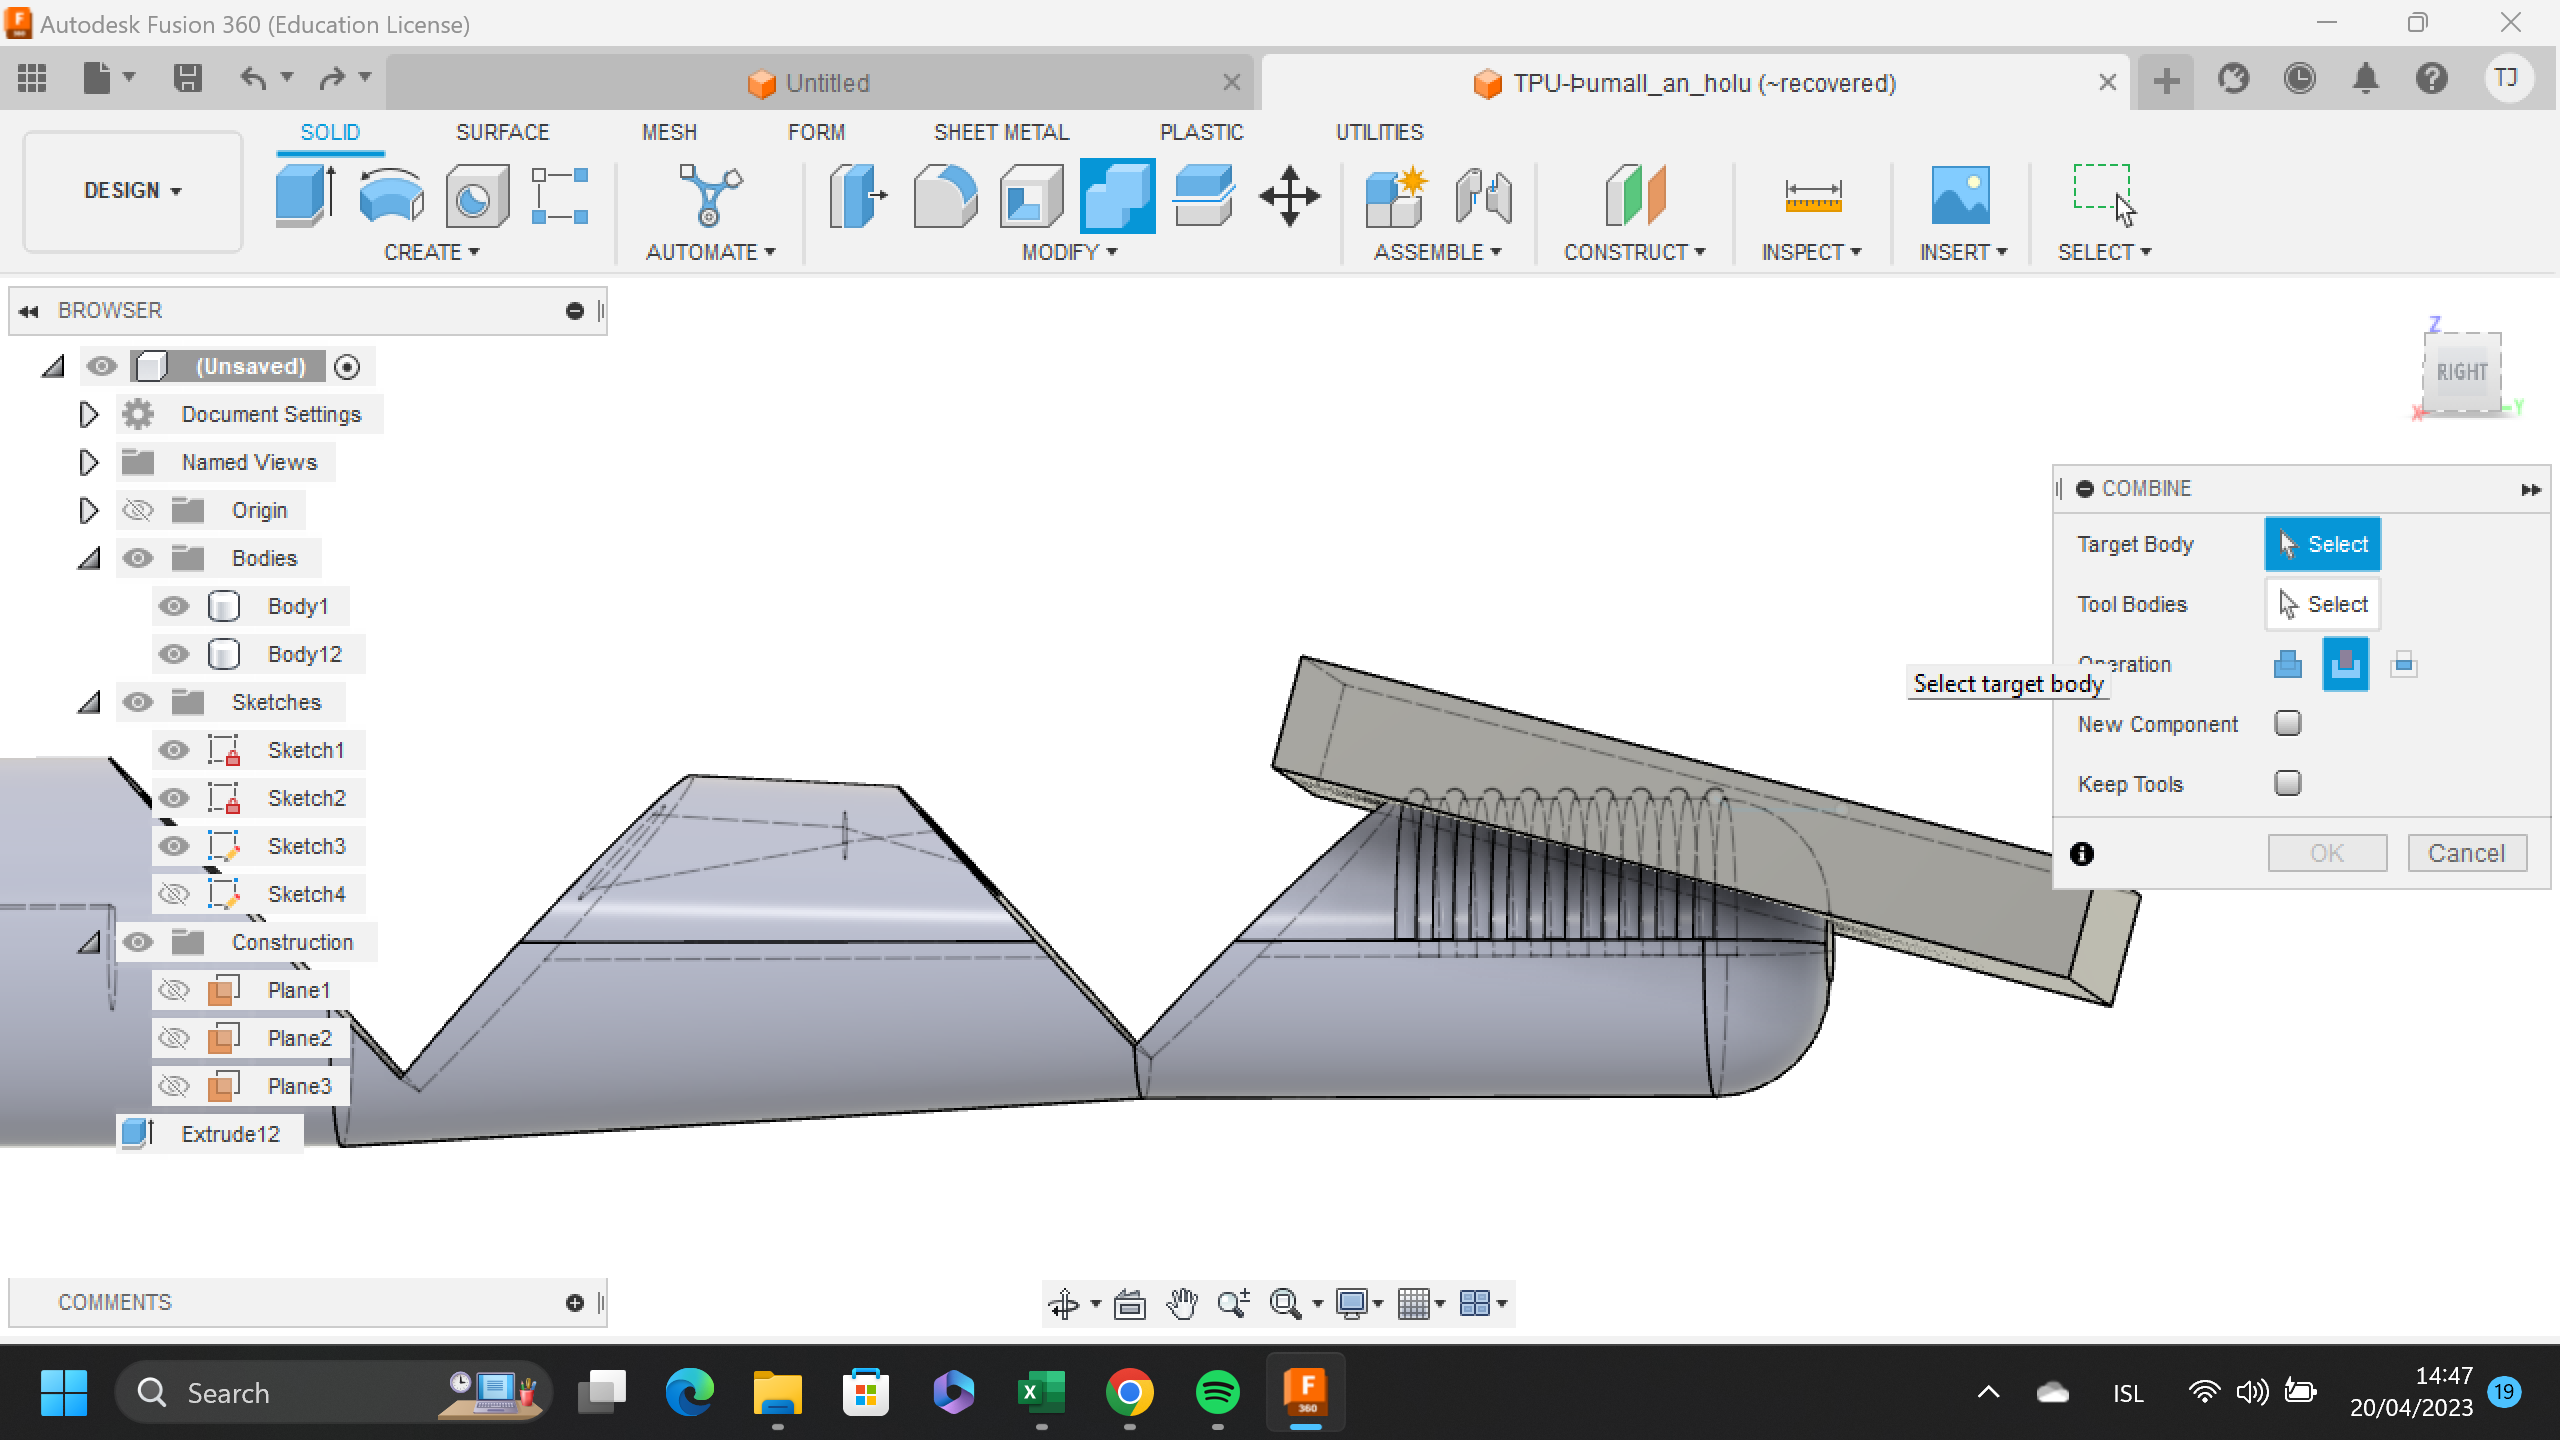 Autodesk Fusion 360 (Education License)
Untitled
TPU-Þumall_an_holu (~recovered)
TJ
SOLID SURFACE MESH FORM SHEET METAL PLASTIC UTILITIES
DESIGN
CREATE AUTOMATE MODIFY ASSEMBLE CONSTRUCT INSPECT INSERT SELECT
BROWSER
(Unsaved)
Document Settings
Named Views
Origin
Bodies
Body1
Body12
Sketches
Sketch1
Sketch2
Sketch3
Sketch4
Construction
Plane1
Plane2
Plane3
Extrude12
Z
RIGHT
X
Y
COMBINE
Target Body Select
Tool Bodies Select
Operation
Select target body
New Component
Keep Tools
OK Cancel
COMMENTS
Search
F
360
ISL
14:47
20/04/2023
19